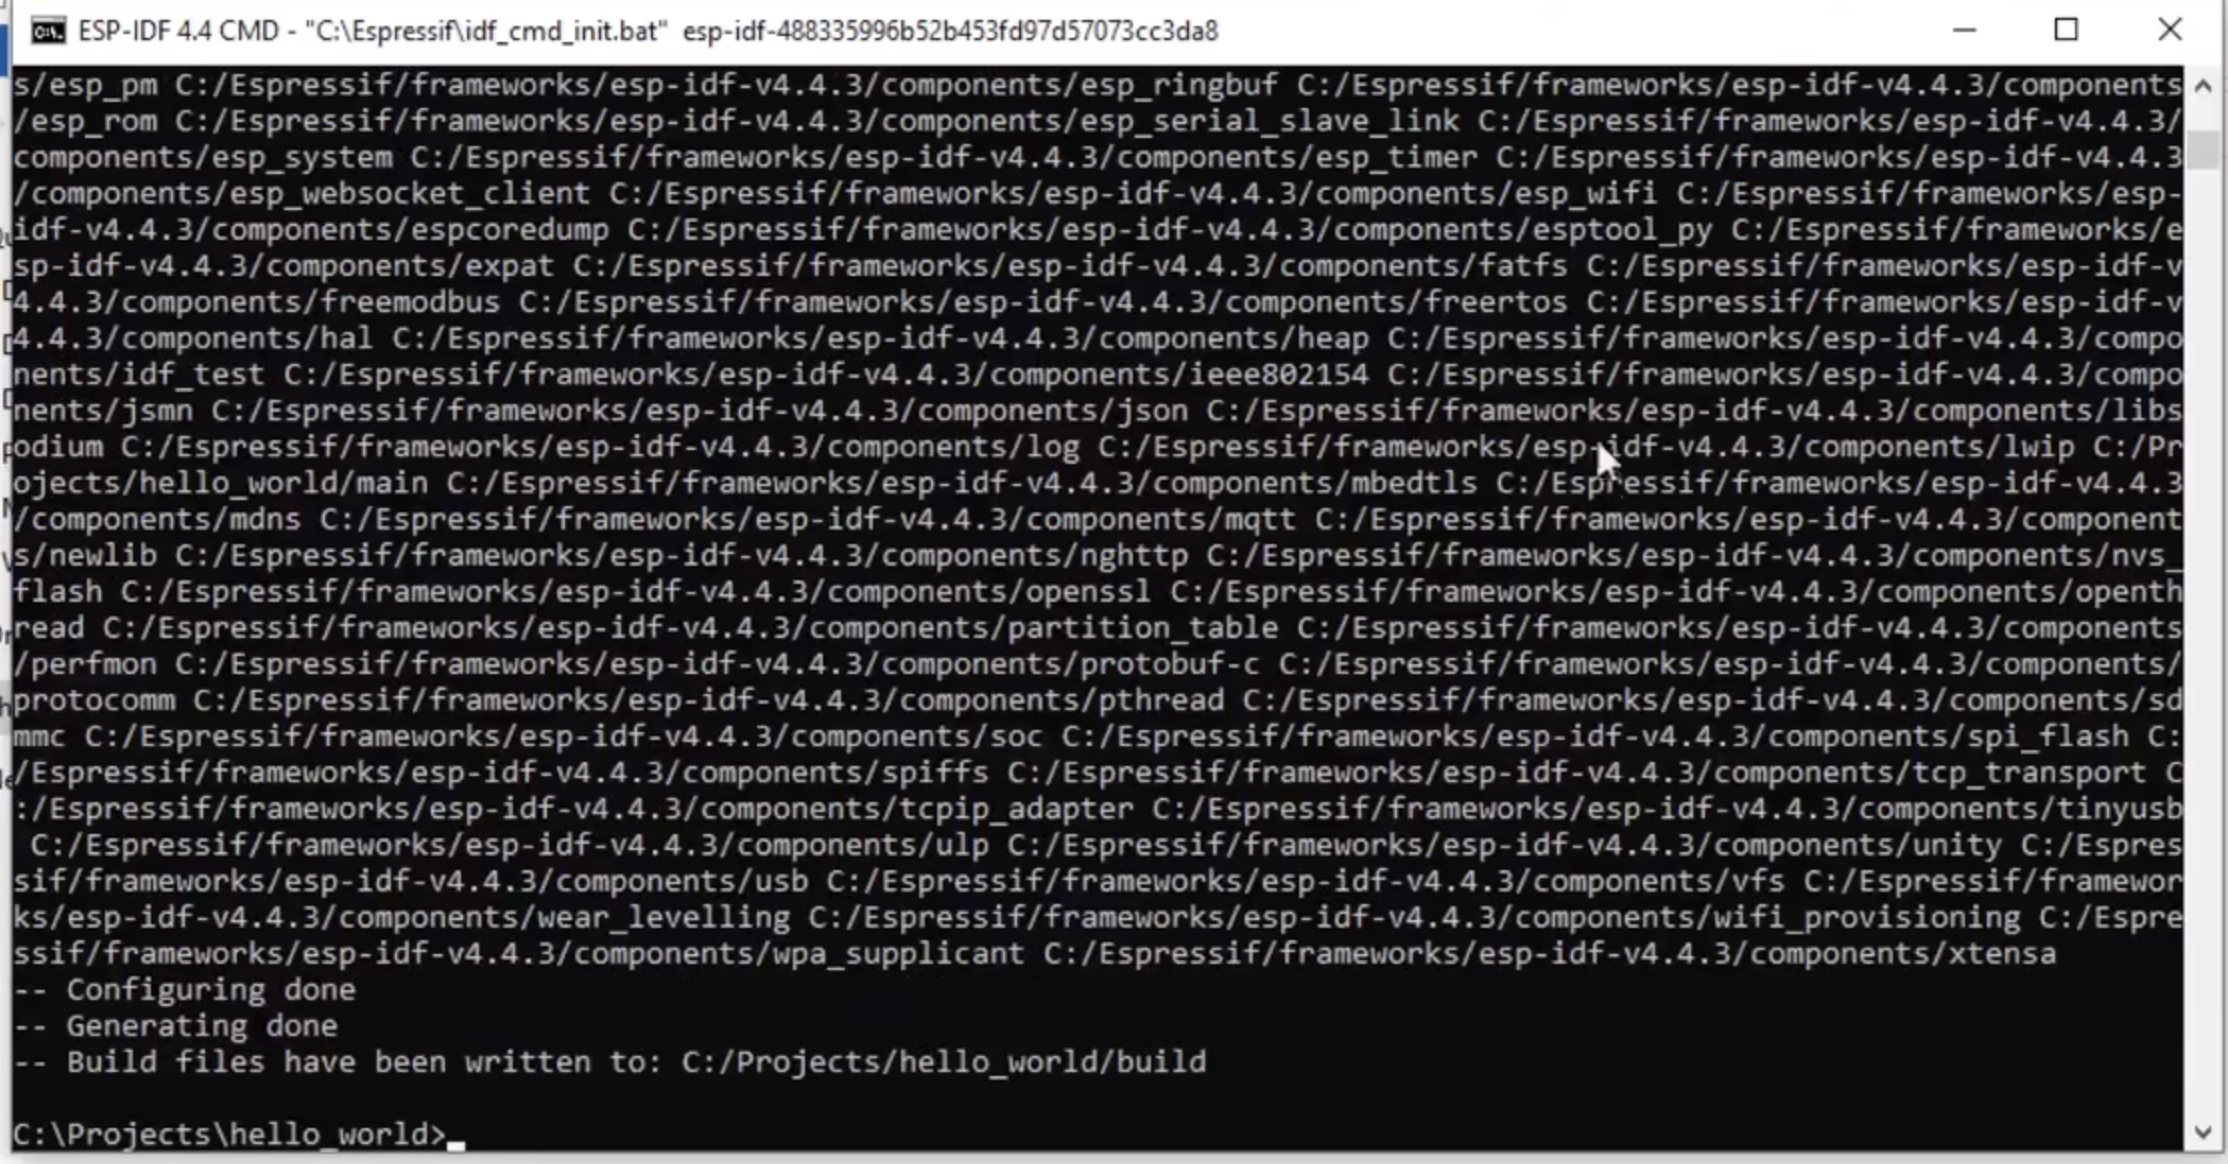 ESP-IDF 4.4 CMD - "C:\Espressif\idf_cmd_init.bat" esp-idf-488335996b52b453fd97d57073cc3da8
s/esp_pm C:/Espressif/frameworks/esp-idf-v4.4.3/components/esp_ringbuf C:/Espressif/frameworks/esp-idf-v4.4.3/components
/esp_rom C:/Espressif/frameworks/esp-idf-v4.4.3/components/esp_serial_slave_link C:/Espressif/frameworks/esp-idf-v4.4.3/
components/esp_system C:/Espressif/frameworks/esp-idf-v4.4.3/components/esp_timer C:/Espressif/frameworks/esp-idf-v4.4.3
/components/esp_websocket_client C:/Espressif/frameworks/esp-idf-v4.4.3/components/esp_wifi C:/Espressif/frameworks/esp-
idf-v4.4.3/components/espcoredump C:/Espressif/frameworks/esp-idf-v4.4.3/components/esptool_py C:/Espressif/frameworks/e
sp-idf-v4.4.3/components/expat C:/Espressif/frameworks/esp-idf-v4.4.3/components/fatfs C:/Espressif/frameworks/esp-idf-v
4.4.3/components/freemodbus C:/Espressif/frameworks/esp-idf-v4.4.3/components/freertos C:/Espressif/frameworks/esp-idf-v
4.4.3/components/hal C:/Espressif/frameworks/esp-idf-v4.4.3/components/heap C:/Espressif/frameworks/esp-idf-v4.4.3/compo
nents/idf_test C:/Espressif/frameworks/esp-idf-v4.4.3/components/ieee802154 C:/Espressif/frameworks/esp-idf-v4.4.3/compo
nents/jsmn C:/Espressif/frameworks/esp-idf-v4.4.3/components/json C:/Espressif/frameworks/esp-idf-v4.4.3/components/libs
odium C:/Espressif/frameworks/esp-idf-v4.4.3/components/log C:/Espressif/frameworks/esp-idf-v4.4.3/components/lwip C:/Pr
ojects/hello_world/main C:/Espressif/frameworks/esp-idf-v4.4.3/components/mbedtls C:/Espressif/frameworks/esp-idf-v4.4.3
/components/mdns C:/Espressif/frameworks/esp-idf-v4.4.3/components/mqtt C:/Espressif/frameworks/esp-idf-v4.4.3/component
s/newlib C:/Espressif/frameworks/esp-idf-v4.4.3/components/nghttp C:/Espressif/frameworks/esp-idf-v4.4.3/components/nvs_
flash C:/Espressif/frameworks/esp-idf-v4.4.3/components/openssl C:/Espressif/frameworks/esp-idf-v4.4.3/components/openth
read C:/Espressif/frameworks/esp-idf-v4.4.3/components/partition_table C:/Espressif/frameworks/esp-idf-v4.4.3/components
/perfmon C:/Espressif/frameworks/esp-idf-v4.4.3/components/protobuf-c C:/Espressif/frameworks/esp-idf-v4.4.3/components/
protocomm C:/Espressif/frameworks/esp-idf-v4.4.3/components/pthread C:/Espressif/frameworks/esp-idf-v4.4.3/components/sd
mmc C:/Espressif/frameworks/esp-idf-v4.4.3/components/soc C:/Espressif/frameworks/esp-idf-v4.4.3/components/spi_flash C:
/Espressif/frameworks/esp-idf-v4.4.3/components/spiffs C:/Espressif/frameworks/esp-idf-v4.4.3/components/tcp_transport C
:/Espressif/frameworks/esp-idf-v4.4.3/components/tcpip_adapter C:/Espressif/frameworks/esp-idf-v4.4.3/components/tinyusb
C:/Espressif/frameworks/esp-idf-v4.4.3/components/ulp C:/Espressif/frameworks/esp-idf-v4.4.3/components/unity C:/Espres
sif/frameworks/esp-idf-v4.4.3/components/usb C:/Espressif/frameworks/esp-idf-v4.4.3/components/vfs C:/Espressif/framewor
ks/esp-idf-v4.4.3/components/wear_levelling C:/Espressif/frameworks/esp-idf-v4.4.3/components/wifi_provisioning C:/Espre
ssif/frameworks/esp-idf-v4.4.3/components/wpa_supplicant C:/Espressif/frameworks/esp-idf-v4.4.3/components/xtensa
-- Configuring done
-- Generating done
-- Build files have been written to: C:/Projects/hello_world/build
C:\Projects\hello_world>